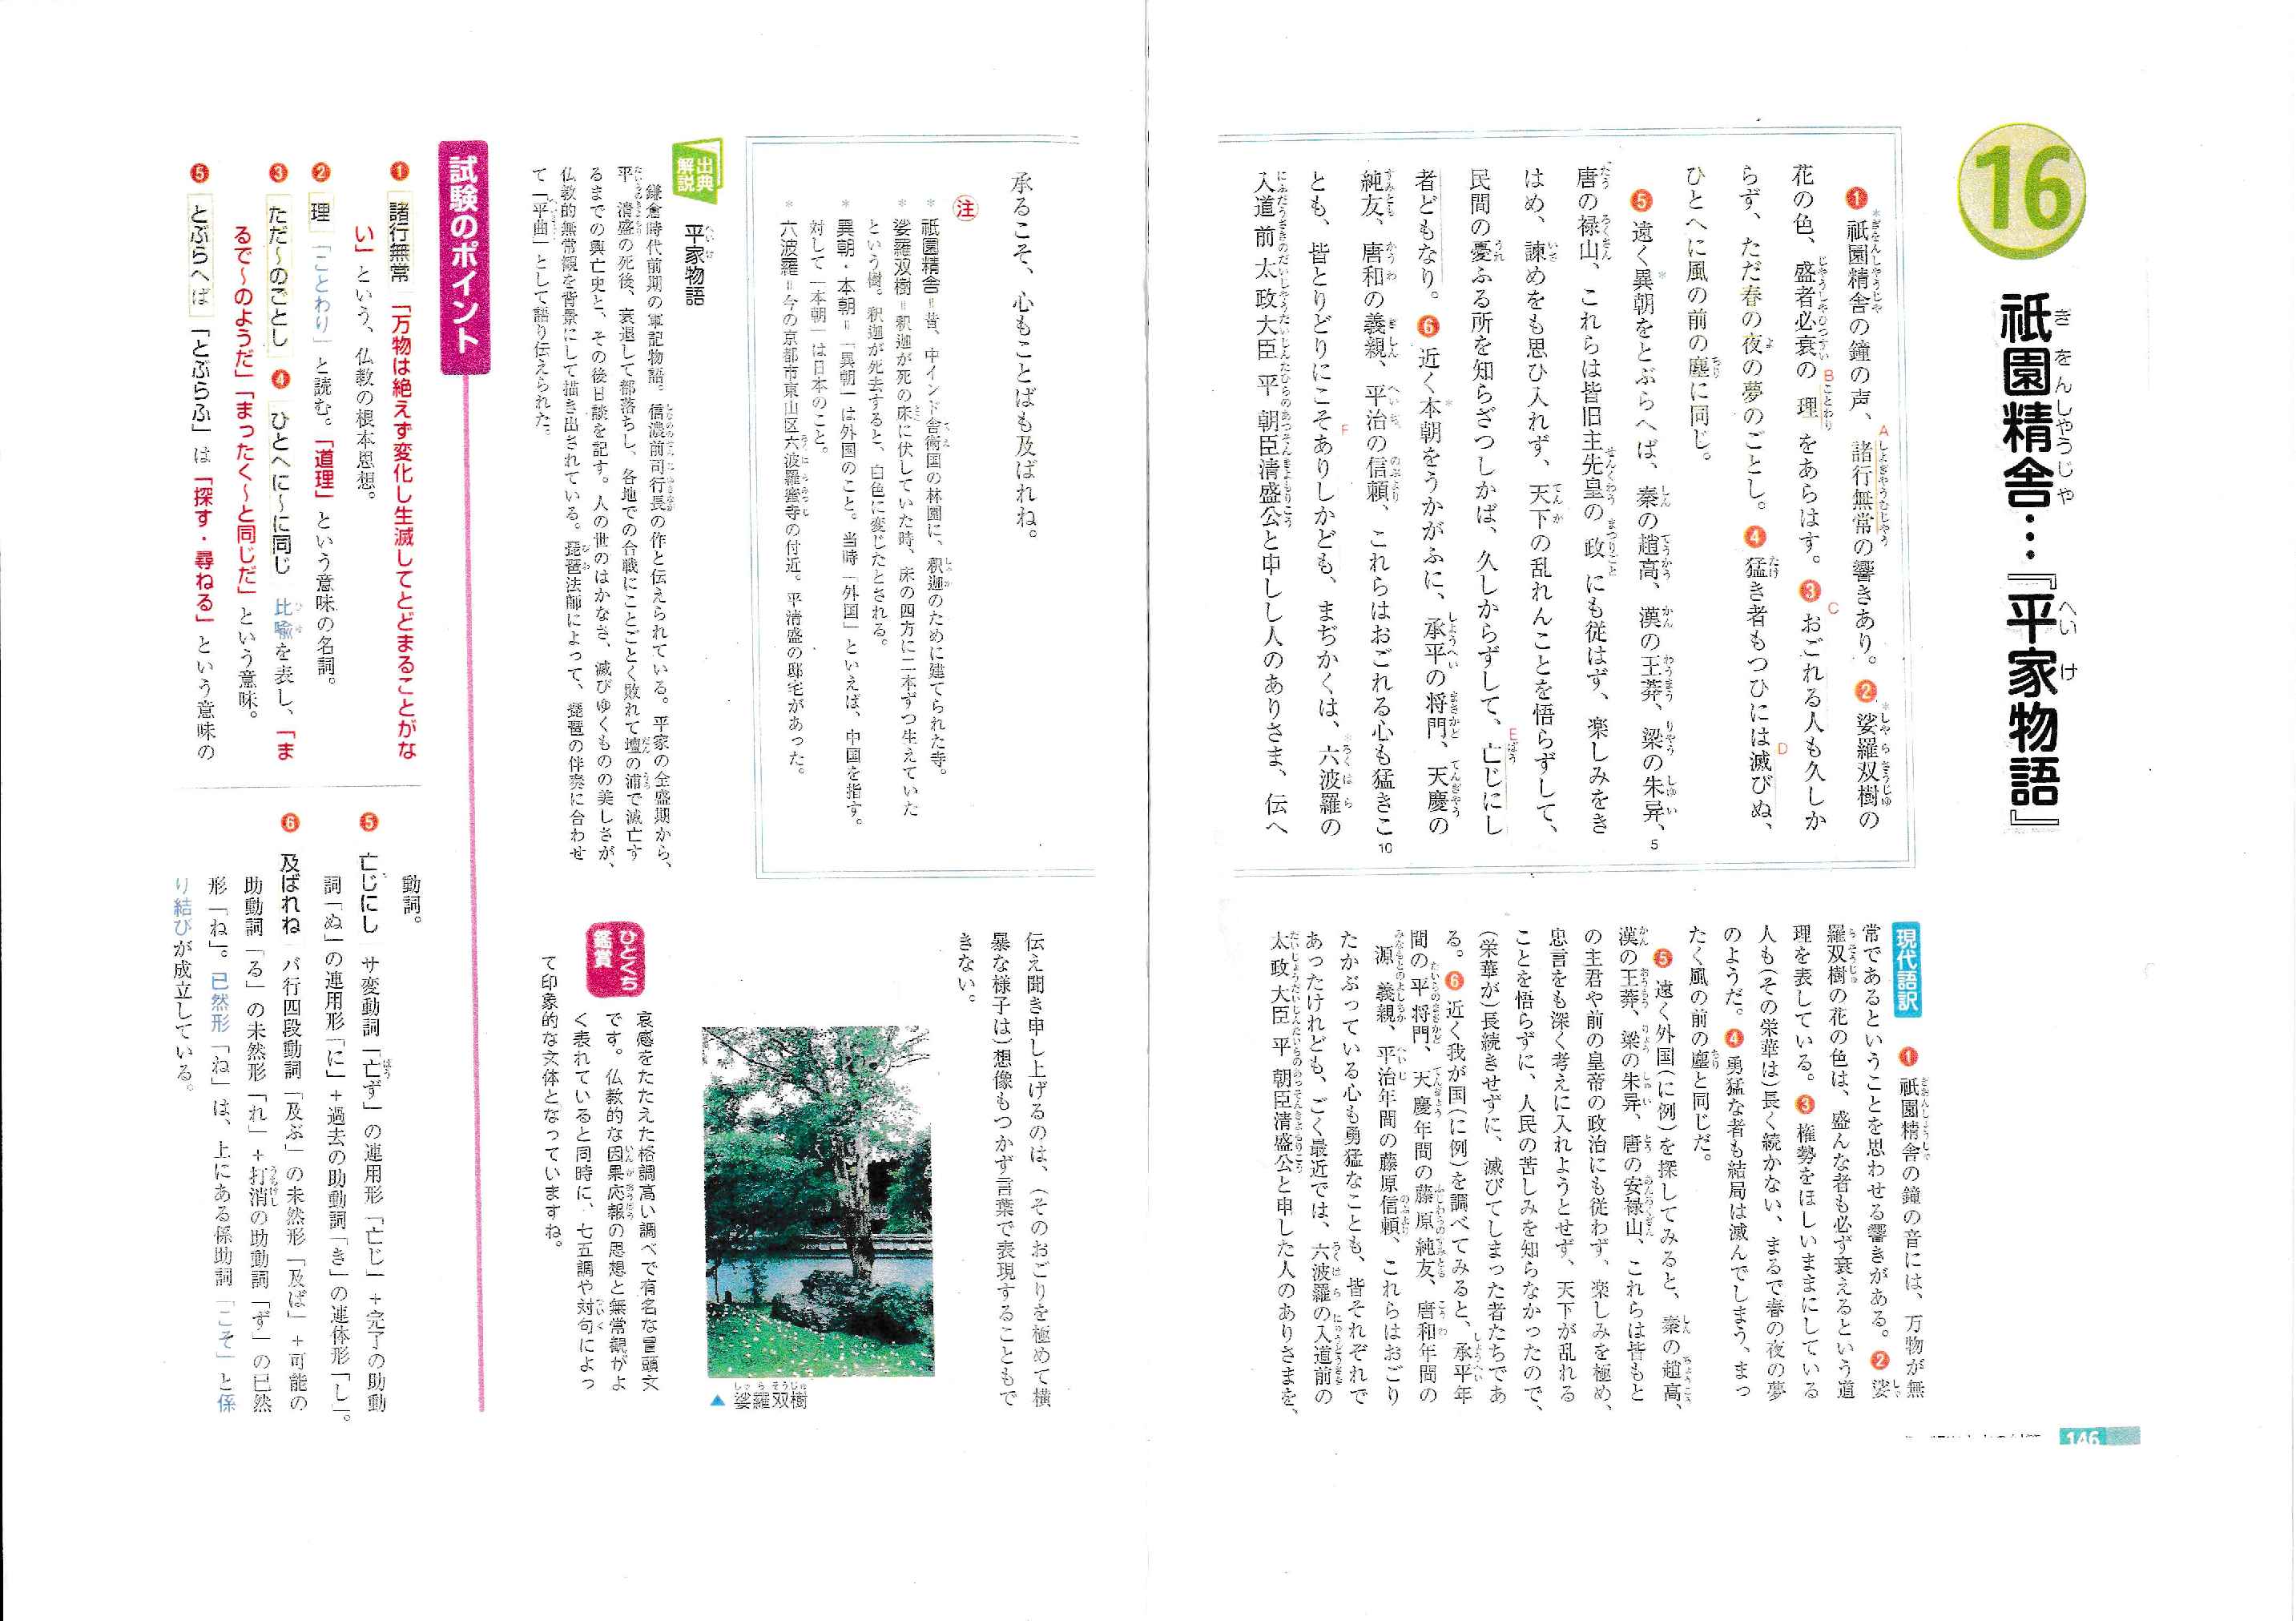 16
祇園精舎…『平家物語』
❶祇園精舎の鐘の声、諸行無常の響きあり。❷娑羅双樹の
花の色、盛者必衰の理をあらはす。❸おごれる人も久しか
らず、ただ春の夜の夢のごとし。❹猛き者もつひには滅びぬ、
ひとへに風の前の塵に同じ。
❺遠く異朝をとぶらへば、秦の趙高、漢の王莽、梁の朱异、
唐の禄山、これらは皆旧主先皇の政にも従はず、楽しみをき
はめ、諫めをも思ひ入れず、天下の乱れんことを悟らずして、
民間の憂ふる所を知らざつしかば、久しからずして、亡じにし
者どもなり。❻近く本朝をうかがふに、承平の将門、天慶の
純友、康和の義親、平治の信頼、これらはおごれる心も猛きこ
とも、皆とりどりにこそありしかども、まぢかくは、六波羅の
入道前太政大臣平朝臣清盛公と申しし人のありさま、伝へ
承るこそ、心もことばも及ばれね。
注
*祇園精舎=昔、中インド舎衛国の林園に、釈迦のために建てられた寺。
*娑羅双樹=釈迦が死の床に伏していた時、床の四方に二本ずつ生えていた
という樹。釈迦が死去すると、白色に変じたとされる。
*異朝・本朝=「異朝」は外国のこと。当時「外国」といえば、中国を指す。
対して「本朝」は日本のこと。
*六波羅=今の京都市東山区六波羅蜜寺の付近。平清盛の邸宅があった。
現代語訳
❶祇園精舎の鐘の音には、万物が無
常であるということを思わせる響きがある。❷娑
羅双樹の花の色は、盛んな者も必ず衰えるという道
理を表している。❸権勢をほしいままにしている
人も(その栄華は)長く続かない、まるで春の夜の夢
のようだ。❹勇猛な者も結局は滅んでしまう、まっ
たく風の前の塵と同じだ。
❺遠く外国(に例)を探してみると、秦の趙高、
漢の王莽、梁の朱异、唐の安禄山、これらは皆もと
の主君や前の皇帝の政治にも従わず、楽しみを極め、
忠言をも深く考えに入れようとせず、天下が乱れる
ことを悟らずに、人民の苦しみを知らなかったので、
(栄華が)長続きせずに、滅びてしまった者たちであ
る。❻近く我が国(に例)を調べてみると、承平年
間の平将門、天慶年間の藤原純友、康和年間の
源義親、平治年間の藤原信頼、これらはおごり
たかぶっている心も勇猛なことも、皆それぞれで
あったけれども、ごく最近では、六波羅の入道前の
太政大臣平朝臣清盛公と申した人のありさまを、
伝え聞き申し上げるのは、(そのおごりを極めて横
暴な様子は)想像もつかず言葉で表現することもで
きない。
146
出典
解説
平家物語
鎌倉時代前期の軍記物語。信濃前司行長の作と伝えられている。平家の全盛期から、
平清盛の死後、衰退して都落ちし、各地での合戦にことごとく敗れて壇の浦で滅亡す
るまでの興亡史と、その後日談を記す。人の世のはかなさ、滅びゆくものの美しさが、
仏教的無常観を背景にして描き出されている。琵琶法師によって、琵琶の伴奏に合わせ
て「平曲」として語り伝えられた。
▲娑羅双樹
ひとくち
鑑賞
哀感をたたえた格調高い調べで有名な冒頭文
です。仏教的な因果応報の思想と無常観がよ
く表れていると同時に、七五調や対句によっ
て印象的な文体となっていますね。
試験のポイント
❶諸行無常 「万物は絶えず変化し生滅してとどまることがな
い」という、仏教の根本思想。
❷理 「ことわり」と読む。「道理」という意味の名詞。
❸ただ～のごとし ❹ひとへに～に同じ 比喩を表し、「ま
るで～のようだ」「まったく～と同じだ」という意味。
❺とぶらへば 「とぶらふ」は「探す・尋ねる」という意味の
動詞。
❺亡じにし サ変動詞「亡ず」の連用形「亡じ」+完了の助動
詞「ぬ」の連用形「に」+過去の助動詞「き」の連体形「し」。
❻及ばれね バ行四段動詞「及ぶ」の未然形「及ば」+可能の
助動詞「る」の未然形「れ」+打消の助動詞「ず」の已然
形「ね」。已然形「ね」は、上にある係助詞「こそ」と係
り結びが成立している。